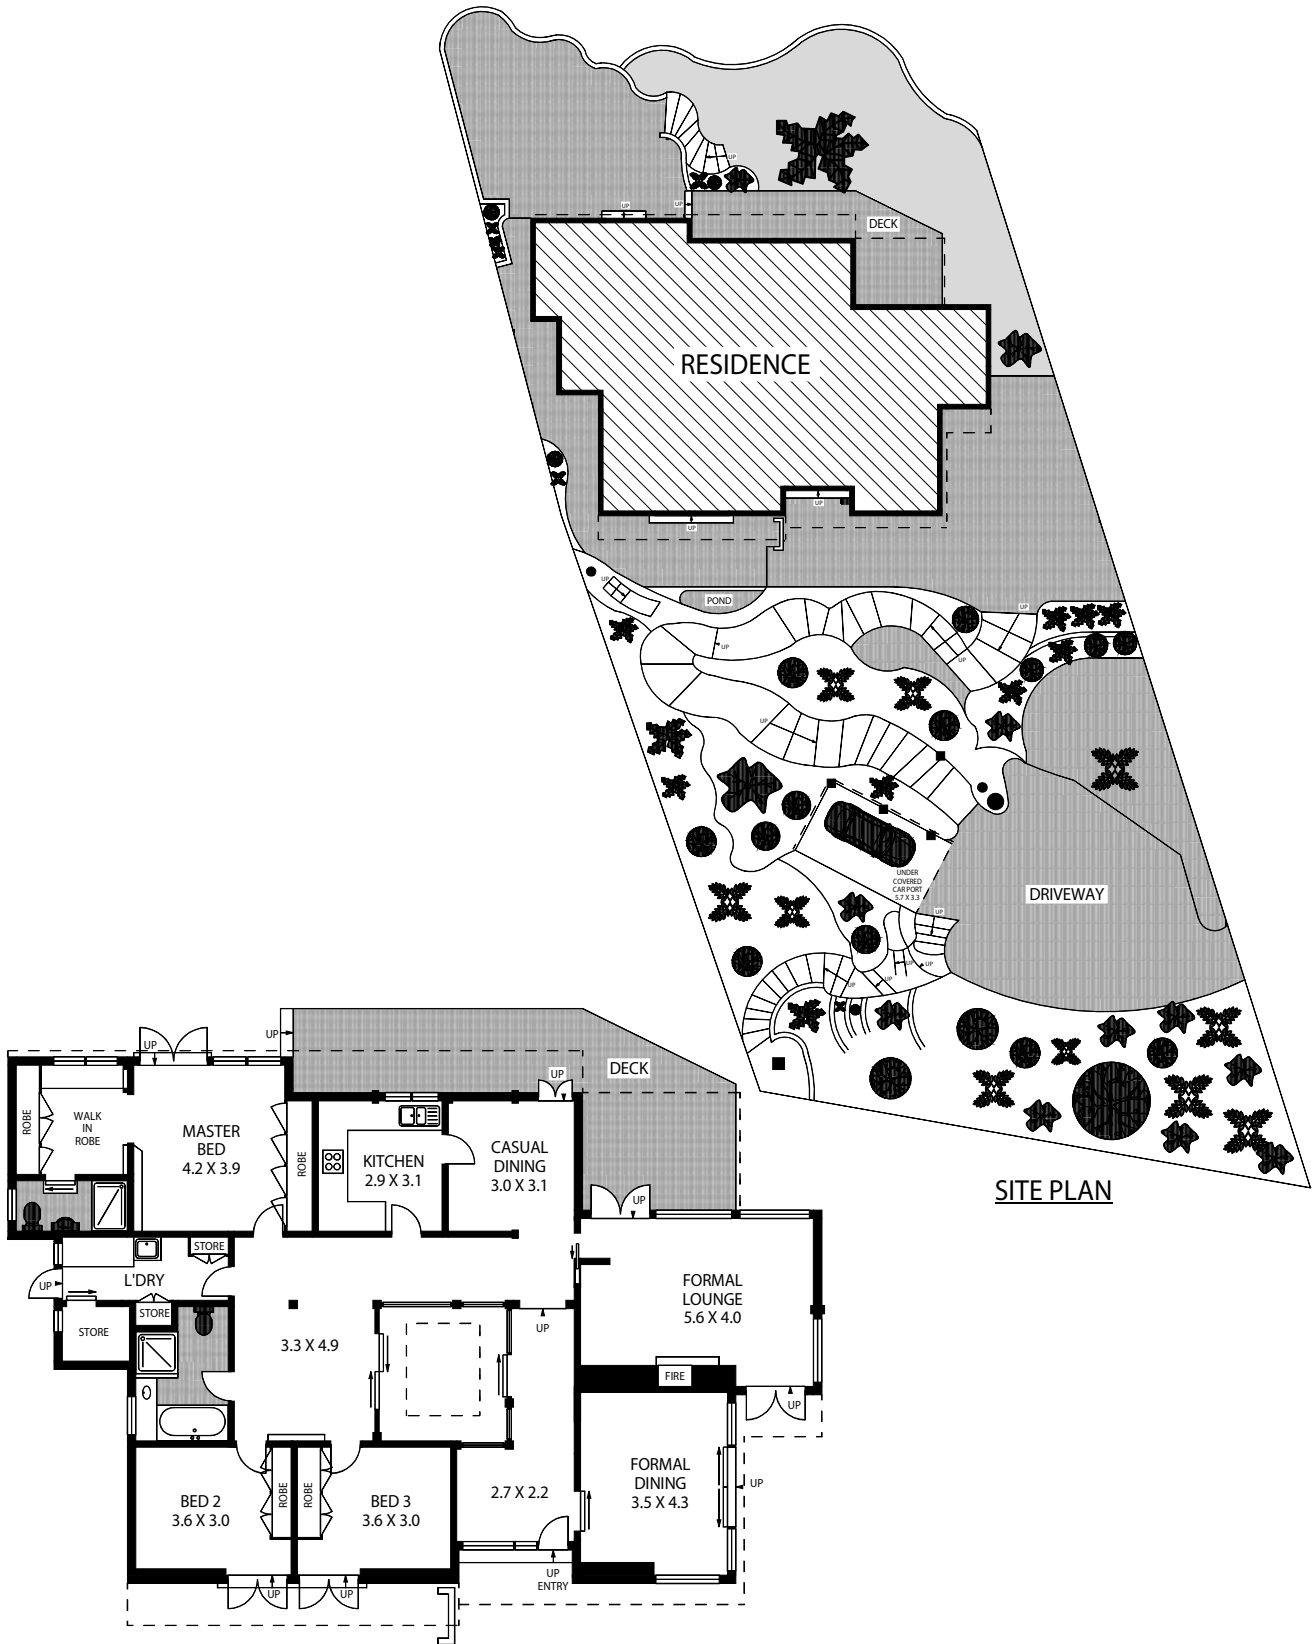 UP
UP
UP
DECK
RESIDENCE
UP
UP
UP
POND
UP
UP
UP
UP
UNDER
COVERED
CAR PORT
5.7 X 3.3
DRIVEWAY
UP
UP
UP
UP
UP
SITE PLAN
UP
UP
DECK
UP
ROBE
WALK
IN
ROBE
MASTER
BED
4.2 X 3.9
ROBE
KITCHEN
2.9 X 3.1
CASUAL
DINING
3.0 X 3.1
UP
STORE
L'DRY
UP
STORE
STORE
3.3 X 4.9
UP
FORMAL
LOUNGE
5.6 X 4.0
FIRE
UP
FORMAL
DINING
3.5 X 4.3
UP
2.7 X 2.2
BED 2
3.6 X 3.0
ROBE
ROBE
BED 3
3.6 X 3.0
UP
UP
UP
ENTRY